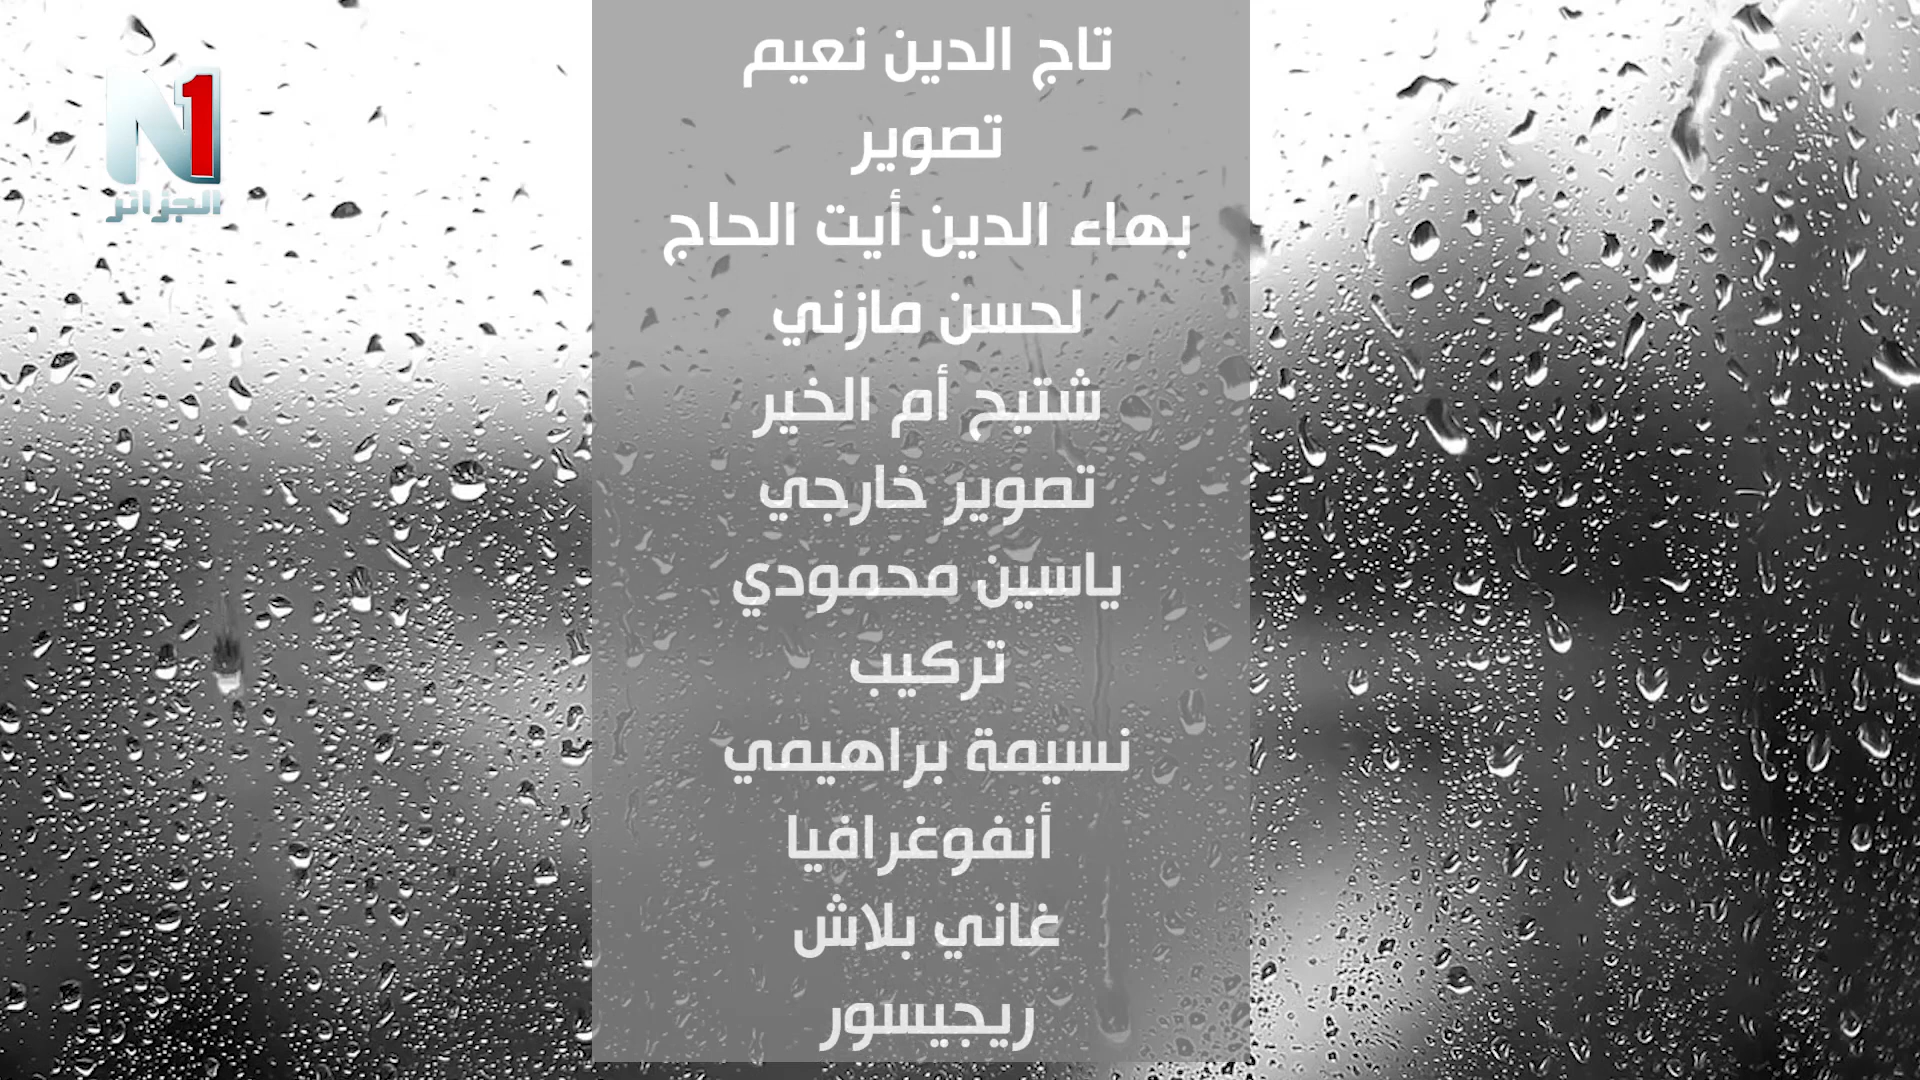 N1
الجزائر
تاج الدين نعيم
تصوير
بهاء الدين أيت الحاج
لحسن مازني
شتيح أم الخير
تصوير خارجي
ياسين محمودي
تركيب
نسيمة براهيمي
أنفوغرافيا
غاني بلاش
ريجيسور